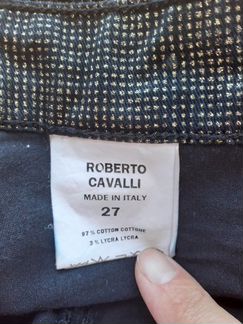 ROBERTO
CAVALLI
MADE IN ITALY
27
97% COTTON COTTONE
3% LYCRA LYCRA